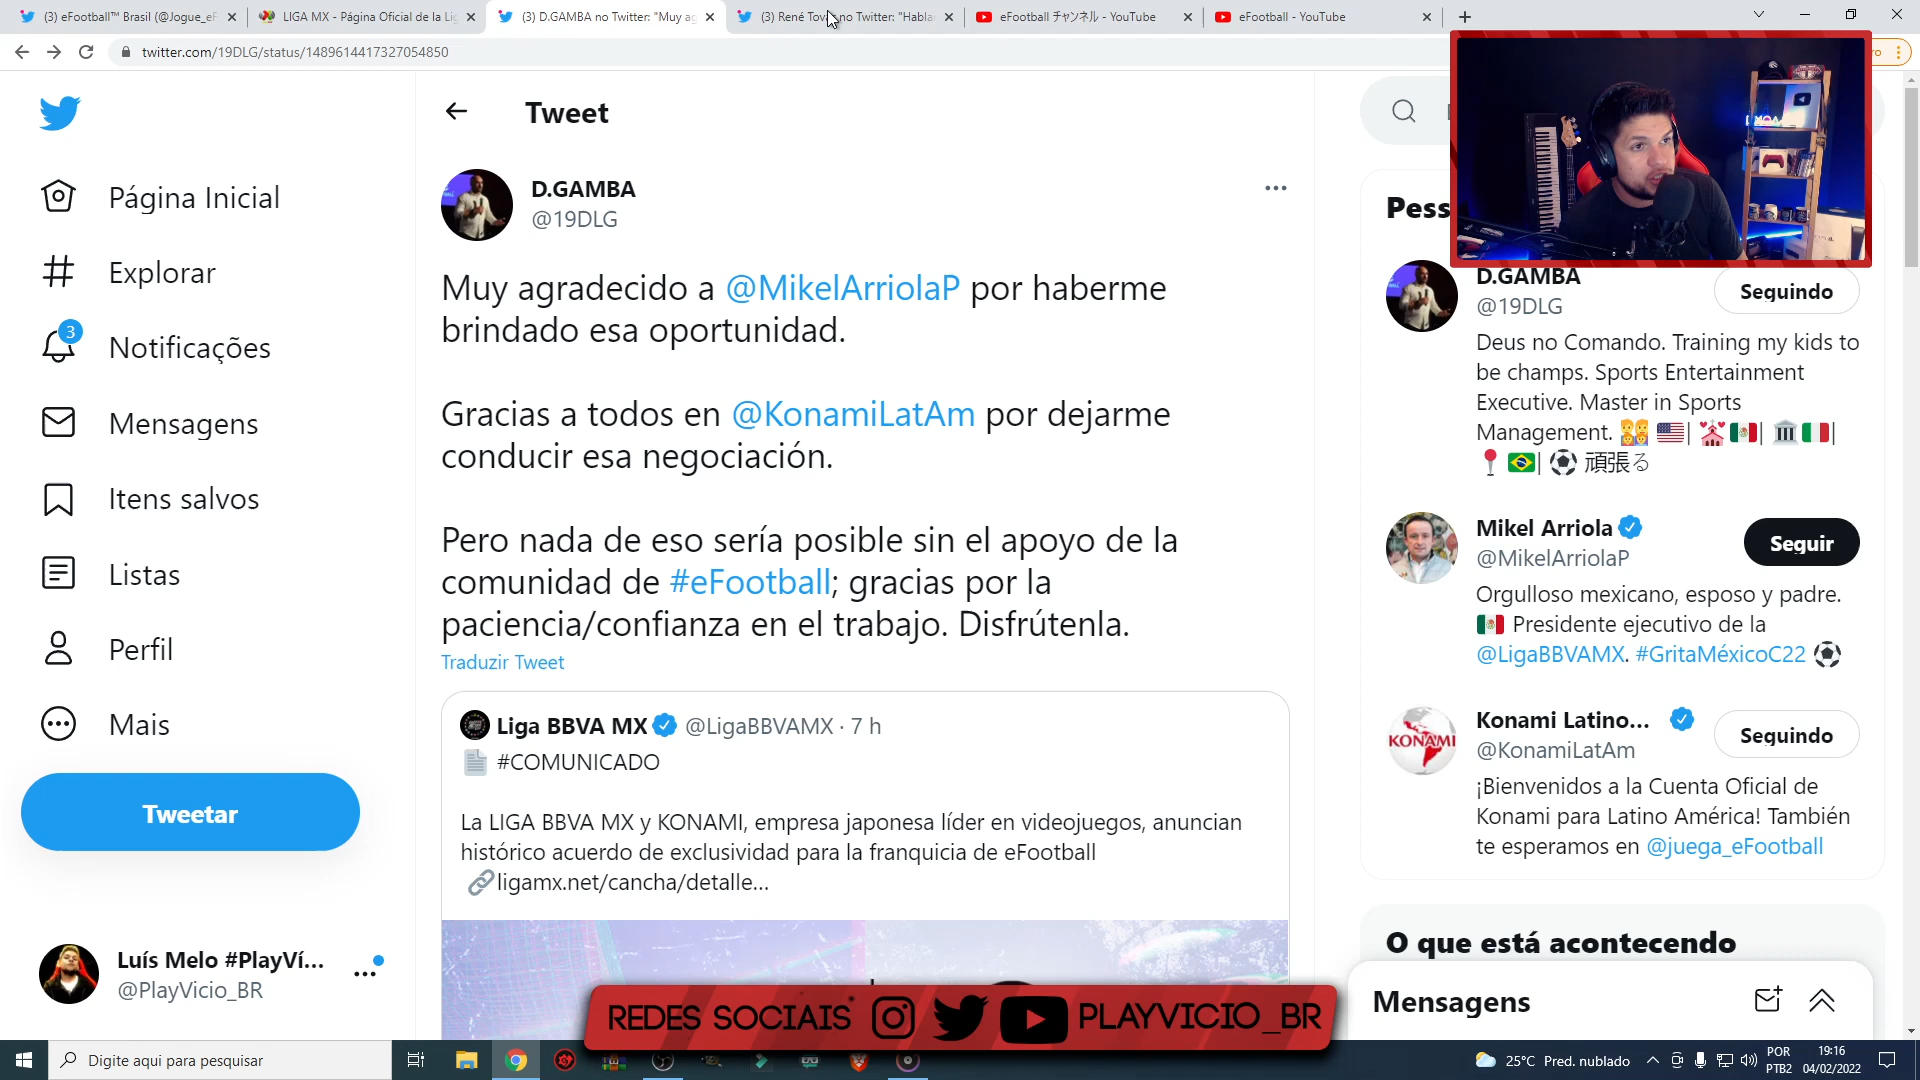 (3) eFootball™ Brasil (@Jogue_eF
LIGA MX - Página Oficial de la Lig
(3) D.GAMBA no Twitter: "Muy ag
(3) René Tova no Twitter: "Habla
eFootball チャンネル - YouTube
eFootball - YouTube
twitter.com/19DLG/status/1489614417327054850
Tweet
Página Inicial
Explorar
3
Notificações
Mensagens
Itens salvos
Listas
Perfil
Mais
Tweetar
Luís Melo #PlayVí...
@PlayVicio_BR
D.GAMBA
@19DLG
Muy agradecido a @MikelArriolaP por haberme
brindado esa oportunidad.
Gracias a todos en @KonamiLatAm por dejarme
conducir esa negociación.
Pero nada de eso sería posible sin el apoyo de la
comunidad de #eFootball; gracias por la
paciencia/confianza en el trabajo. Disfrútenla.
Traduzir Tweet
Liga BBVA MX @LigaBBVAMX · 7 h
#COMUNICADO
La LIGA BBVA MX y KONAMI, empresa japonesa líder en videojuegos, anuncian
histórico acuerdo de exclusividad para la franquicia de eFootball
ligamx.net/cancha/detalle...
Pess
D.GAMBA
@19DLG
Seguindo
Deus no Comando. Training my kids to
be champs. Sports Entertainment
Executive. Master in Sports
Management.
頑張る
Mikel Arriola
@MikelArriolaP
Seguir
Orgulloso mexicano, esposo y padre.
Presidente ejecutivo de la
@LigaBBVAMX. #GritaMéxicoC22
KONAMI
Konami Latino...
@KonamiLatAm
Seguindo
¡Bienvenidos a la Cuenta Oficial de
Konami para Latino América! También
te esperamos en @juega_eFootball
O que está acontecendo
Mensagens
REDES SOCIAIS PLAYVICIO_BR
Digite aqui para pesquisar
25°C Pred. nublado
POR
PTB2
19:16
04/02/2022